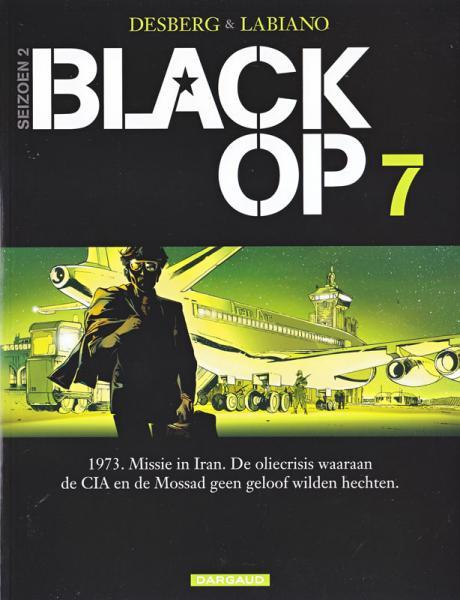 DESBERG & LABIANO
SEIZOEN 2
BLACK
OP 7
1973. Missie in Iran. De oliecrisis waaraan
de CIA en de Mossad geen geloof wilden hechten.
DARGAUD